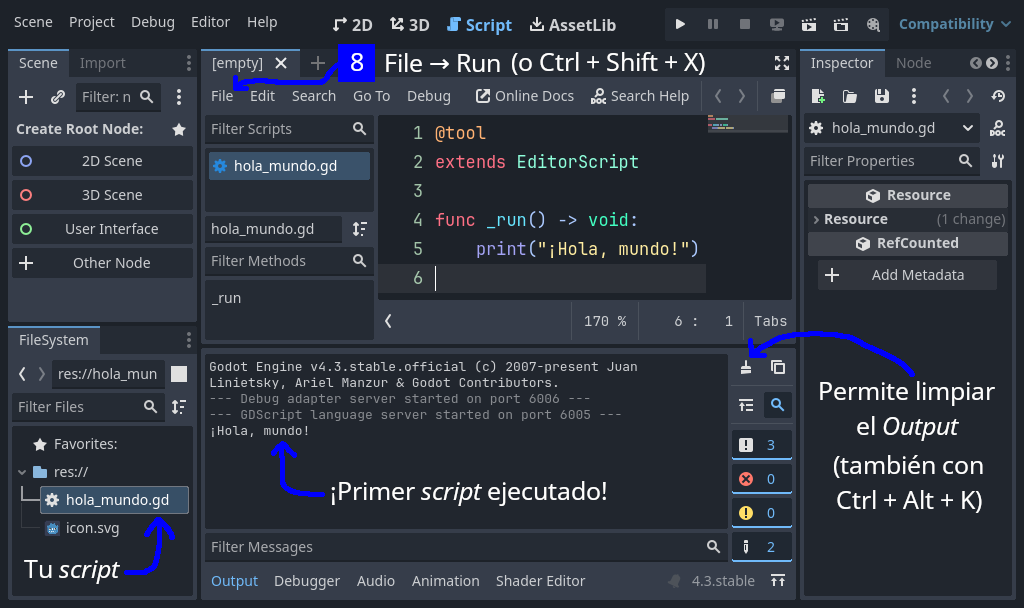 Scene Project Debug Editor Help
2D 3D Script AssetLib
Compatibility
Scene Import
Filter: n
Create Root Node:
2D Scene
3D Scene
User Interface
Other Node
FileSystem
res://hola_mun
Filter Files
Favorites:
res://
hola_mundo.gd
icon.svg
Tu script
[empty]
8 File → Run (o Ctrl + Shift + X)
File Edit Search Go To Debug Online Docs Search Help
Filter Scripts
hola_mundo.gd
hola_mundo.gd
Filter Methods
_run
1 @tool
2 extends EditorScript
3
4 func _run() -> void:
5 print("¡Hola, mundo!")
6
170 % 6 : 1 Tabs
Godot Engine v4.3.stable.official (c) 2007-present Juan
Linietsky, Ariel Manzur & Godot Contributors.
--- Debug adapter server started on port 6006 ---
--- GDScript language server started on port 6005 ---
¡Hola, mundo!
¡Primer script ejecutado!
3
0
0
2
Filter Messages
Output Debugger Audio Animation Shader Editor 4.3.stable
Inspector Node
hola_mundo.gd
DOC
Filter Properties
Resource
Resource (1 change)
RefCounted
Add Metadata
Permite limpiar
el Output
(también con
Ctrl + Alt + K)